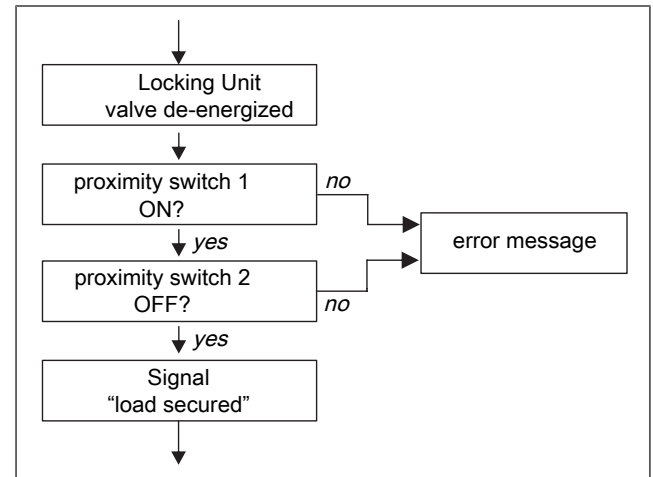 Locking Unit
valve de-energized
proximity switch 1
ON?
no
yes
error message
proximity switch 2
OFF?
no
yes
Signal
“load secured”